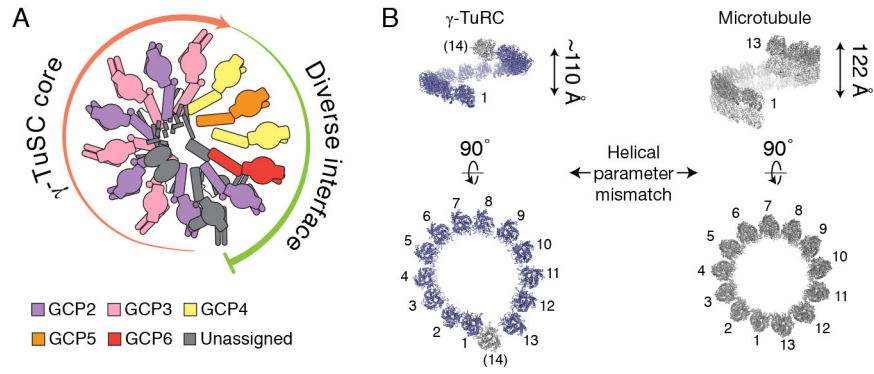 A
γ-TuSC core
Diverse interface
GCP2
GCP3
GCP4
GCP5
GCP6
Unassigned
B
γ-TuRC
(14)
1
~110 Å
Microtubule
13
1
122 Å
90°
Helical
parameter
mismatch
90°
1
2
3
4
5
6
7
8
9
10
11
12
13
(14)
1
2
3
4
5
6
7
8
9
10
11
12
13